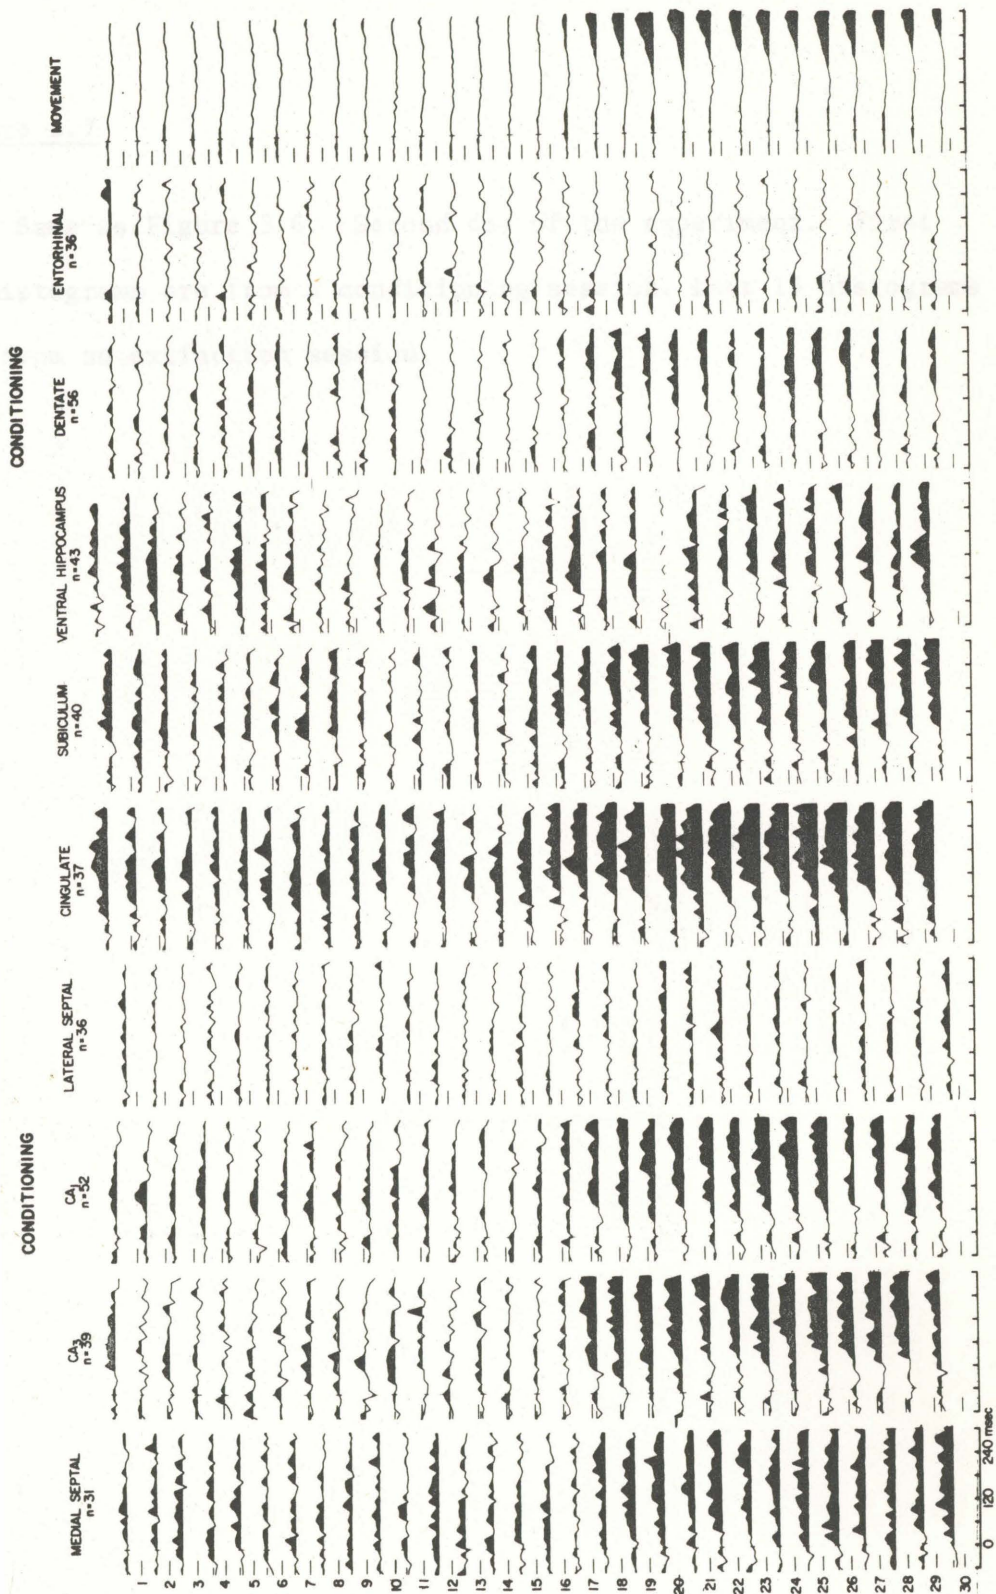 CONDITIONING
CONDITIONING
MEDIAL SEPTAL
n=31
CA3
n=39
CA1
n=52
LATERAL SEPTAL
n=36
CINGULATE
n=37
SUBICULUM
n=40
VENTRAL HIPPOCAMPUS
n=43
DENTATE
n=56
ENTORHINAL
n=36
MOVEMENT
1
2
3
4
5
6
7
8
9
10
11
12
13
14
15
16
17
18
19
20
21
22
23
24
25
26
27
28
29
30
0 120 240 msec